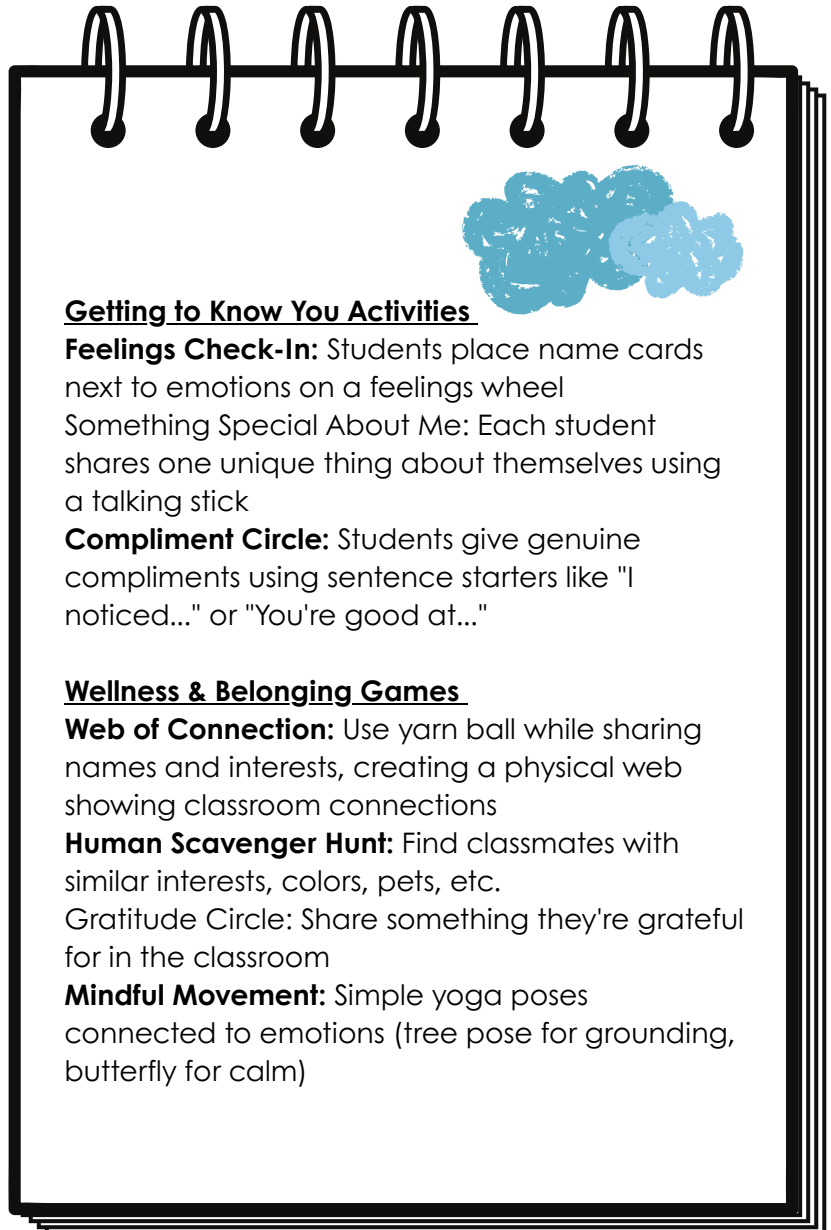 Getting to Know You Activities
Feelings Check-In: Students place name cards
next to emotions on a feelings wheel
Something Special About Me: Each student
shares one unique thing about themselves using
a talking stick
Compliment Circle: Students give genuine
compliments using sentence starters like "I
noticed..." or "You're good at..."
Wellness & Belonging Games
Web of Connection: Use yarn ball while sharing
names and interests, creating a physical web
showing classroom connections
Human Scavenger Hunt: Find classmates with
similar interests, colors, pets, etc.
Gratitude Circle: Share something they're grateful
for in the classroom
Mindful Movement: Simple yoga poses
connected to emotions (tree pose for grounding,
butterfly for calm)